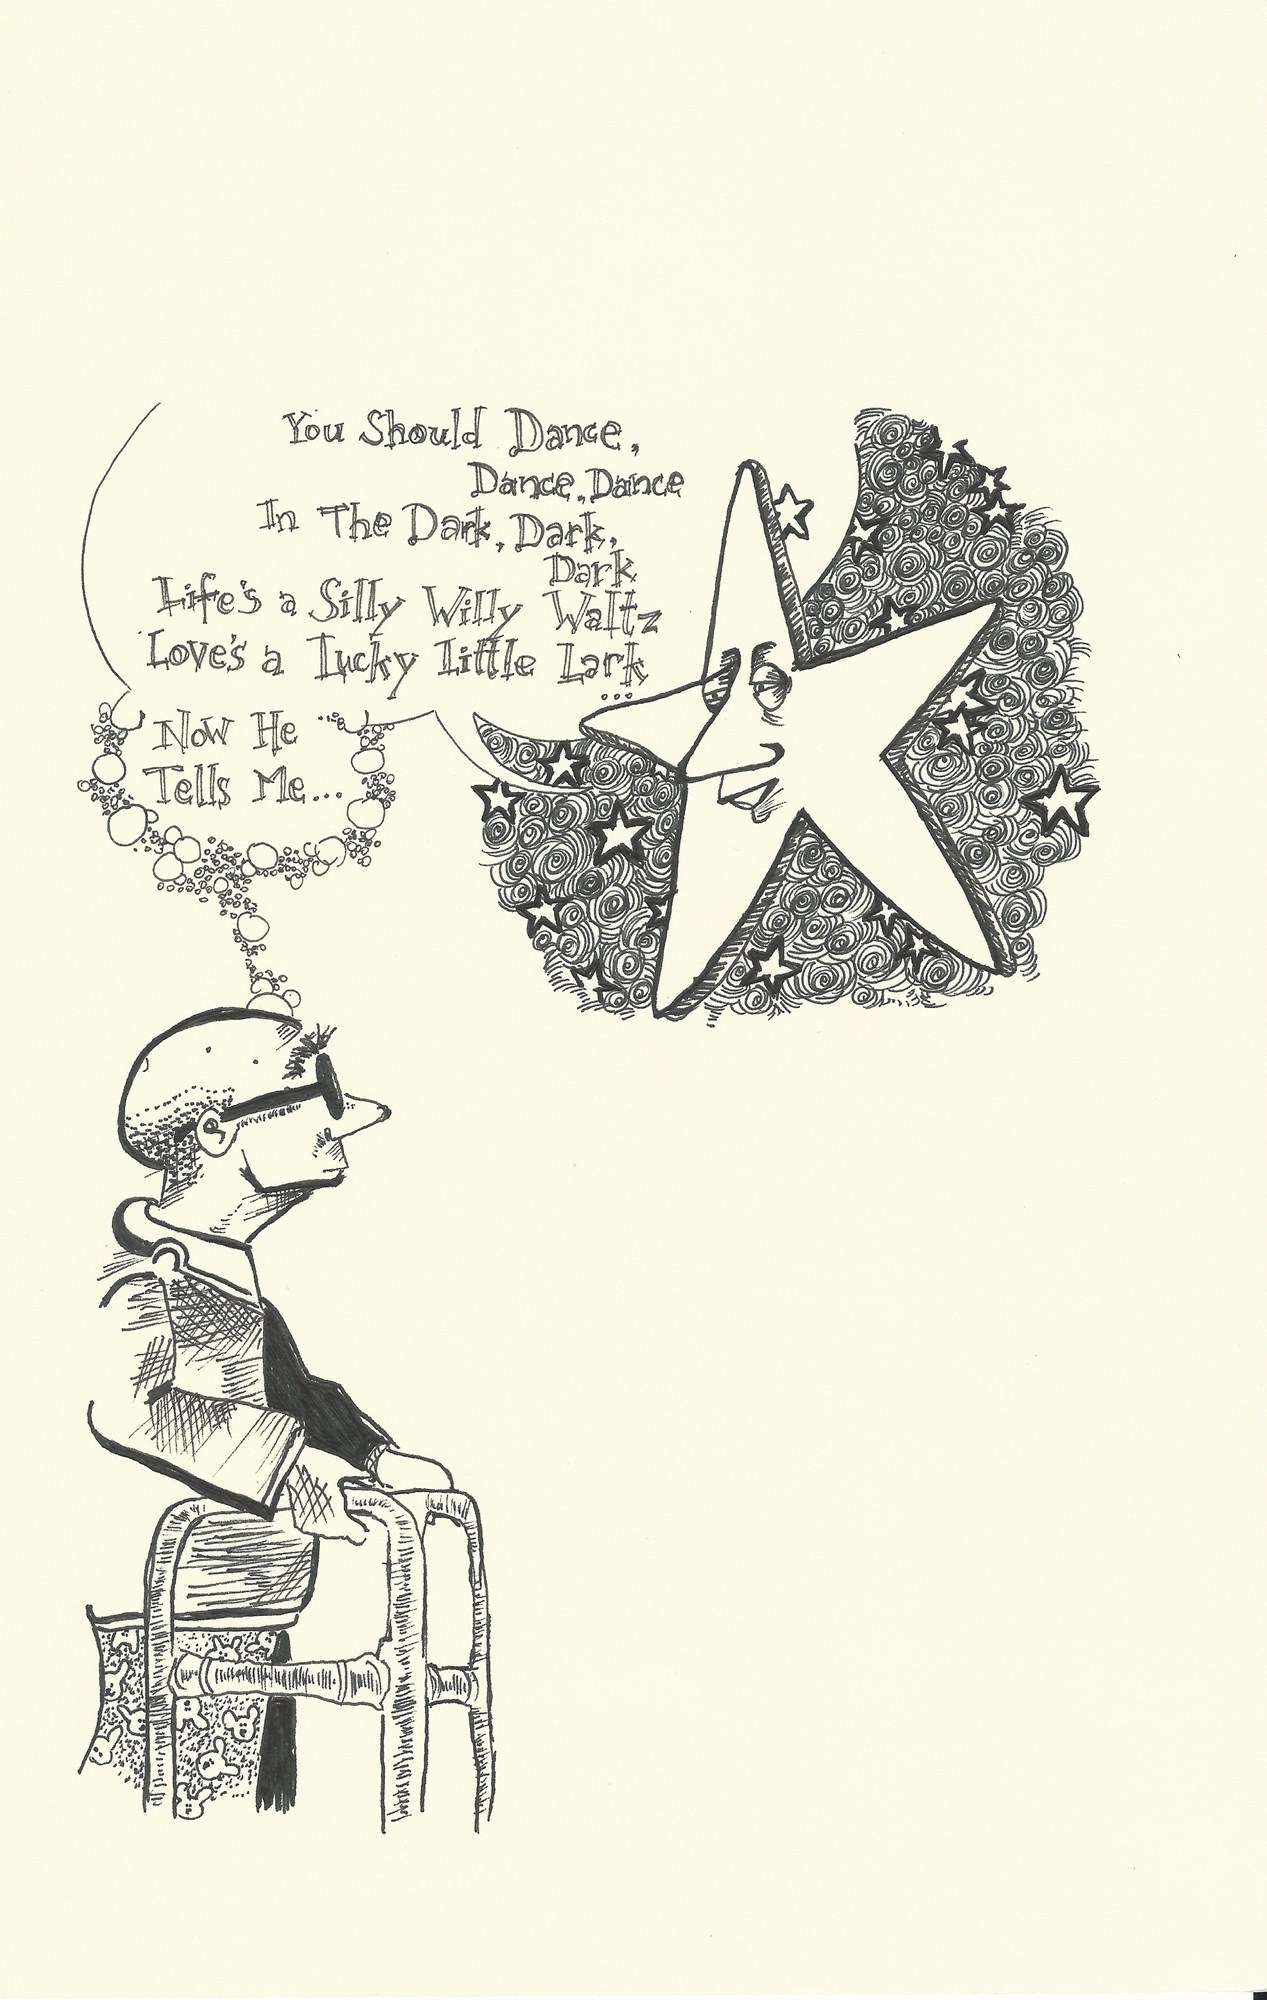 You Should Dance,
Dance, Dance
In The Dark, Dark,
Dark
Life's a Silly Willy Waltz
Love's a Lucky Little Lark
...
Now He
Tells Me...